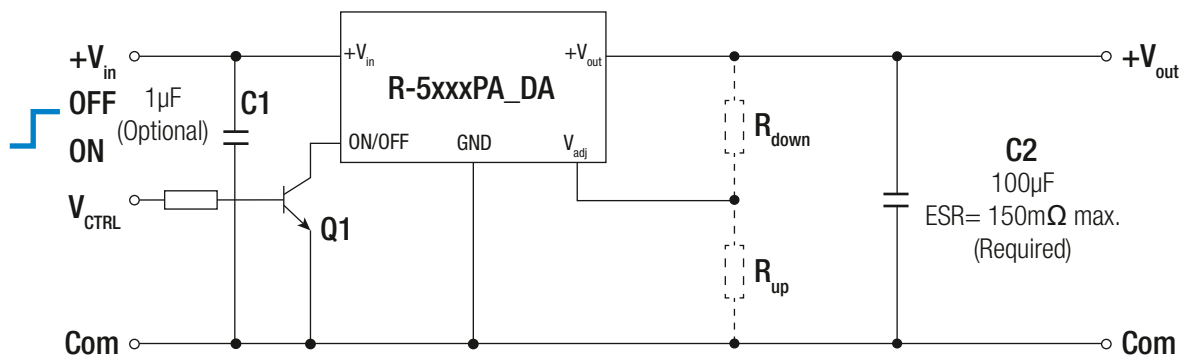 +Vin
OFF
ON
1µF
(Optional)
C1
VCTRL
Q1
Com
+Vin
+Vout
R-5xxxPA_DA
ON/OFF
GND
Vadj
Rdown
Rup
C2
100µF
ESR= 150mΩ max.
(Required)
+Vout
Com